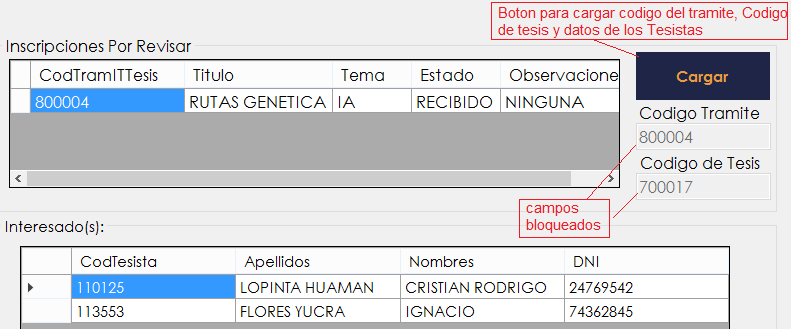 Boton para cargar codigo del tramite, Codigo
de tesis y datos de los Tesistas
Inscripciones Por Revisar
CodTramITTesis Titulo Tema Estado Observacione
800004 RUTAS GENETICA IA RECIBIDO NINGUNA
Cargar
Codigo Tramite
800004
Codigo de Tesis
700017
campos
bloqueados
Interesado(s):
CodTesista Apellidos Nombres DNI
110125 LOPINTA HUAMAN CRISTIAN RODRIGO 24769542
113553 FLORES YUCRA IGNACIO 74362845